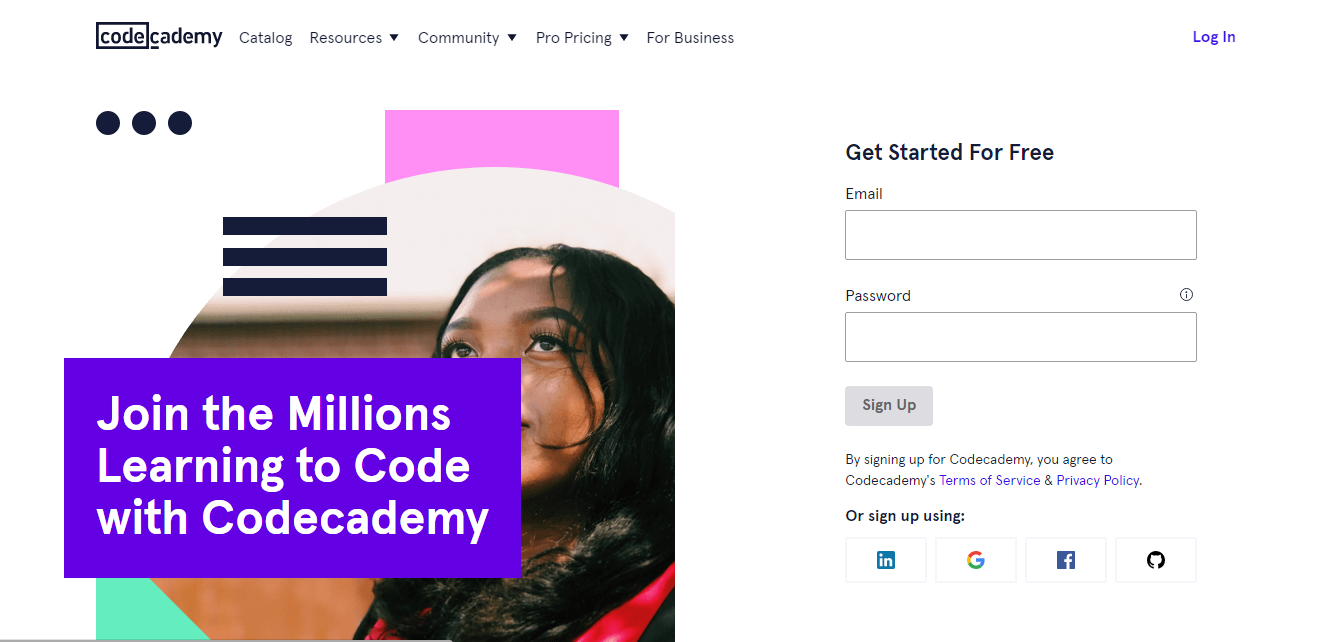 codecademy
Catalog
Resources
Community
Pro Pricing
For Business
Log In
Join the Millions
Learning to Code
with Codecademy
Get Started For Free
Email
Password
Sign Up
By signing up for Codecademy, you agree to
Codecademy's Terms of Service & Privacy Policy.
Or sign up using:
in
G
f